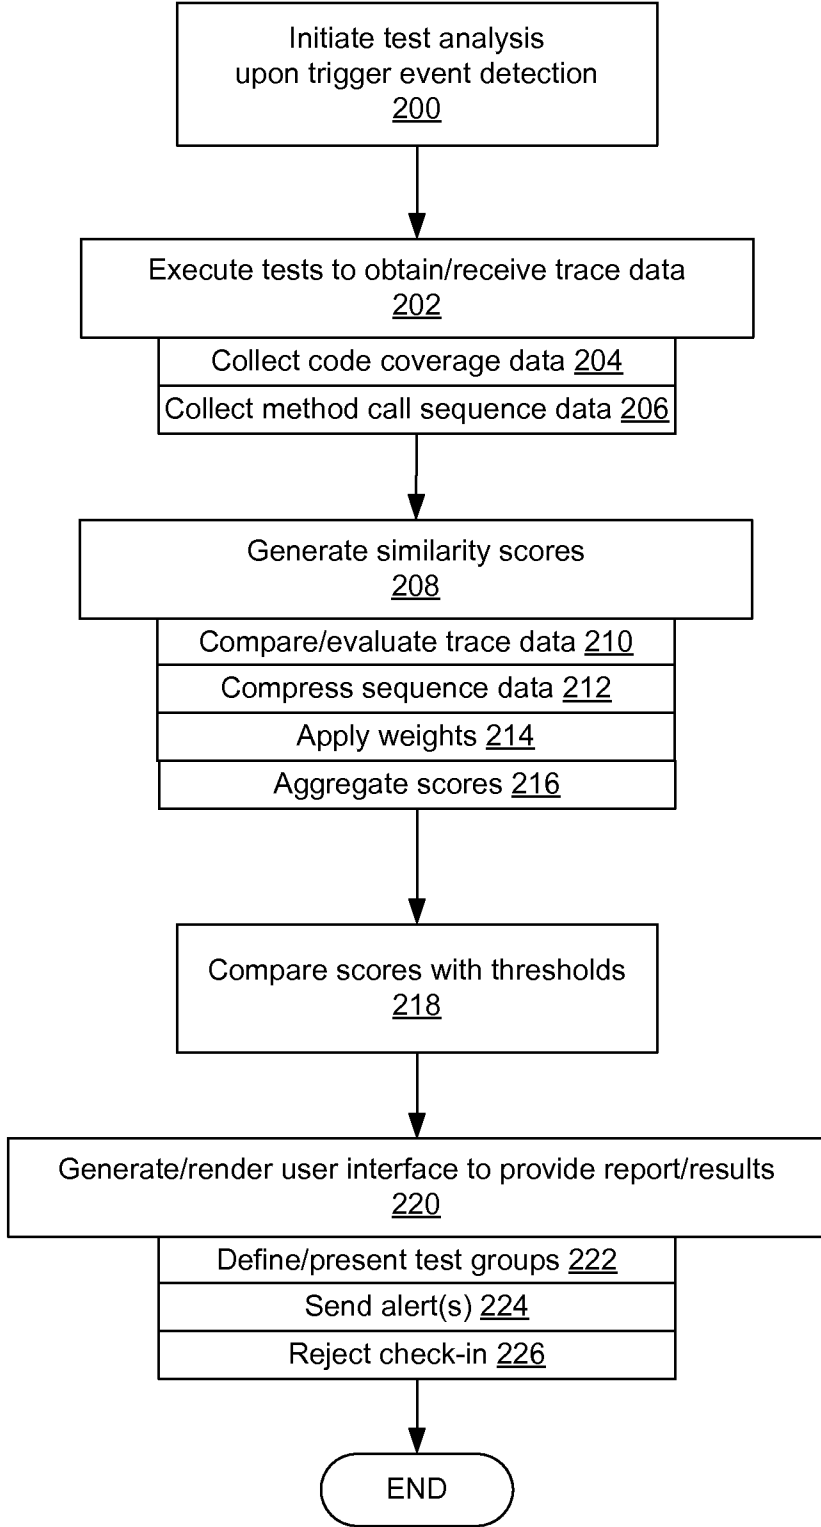 Initiate test analysis
upon trigger event detection
200
Execute tests to obtain/receive trace data
202
Collect code coverage data 204
Collect method call sequence data 206
Generate similarity scores
208
Compare/evaluate trace data 210
Compress sequence data 212
Apply weights 214
Aggregate scores 216
Compare scores with thresholds
218
Generate/render user interface to provide report/results
220
Define/present test groups 222
Send alert(s) 224
Reject check-in 226
END